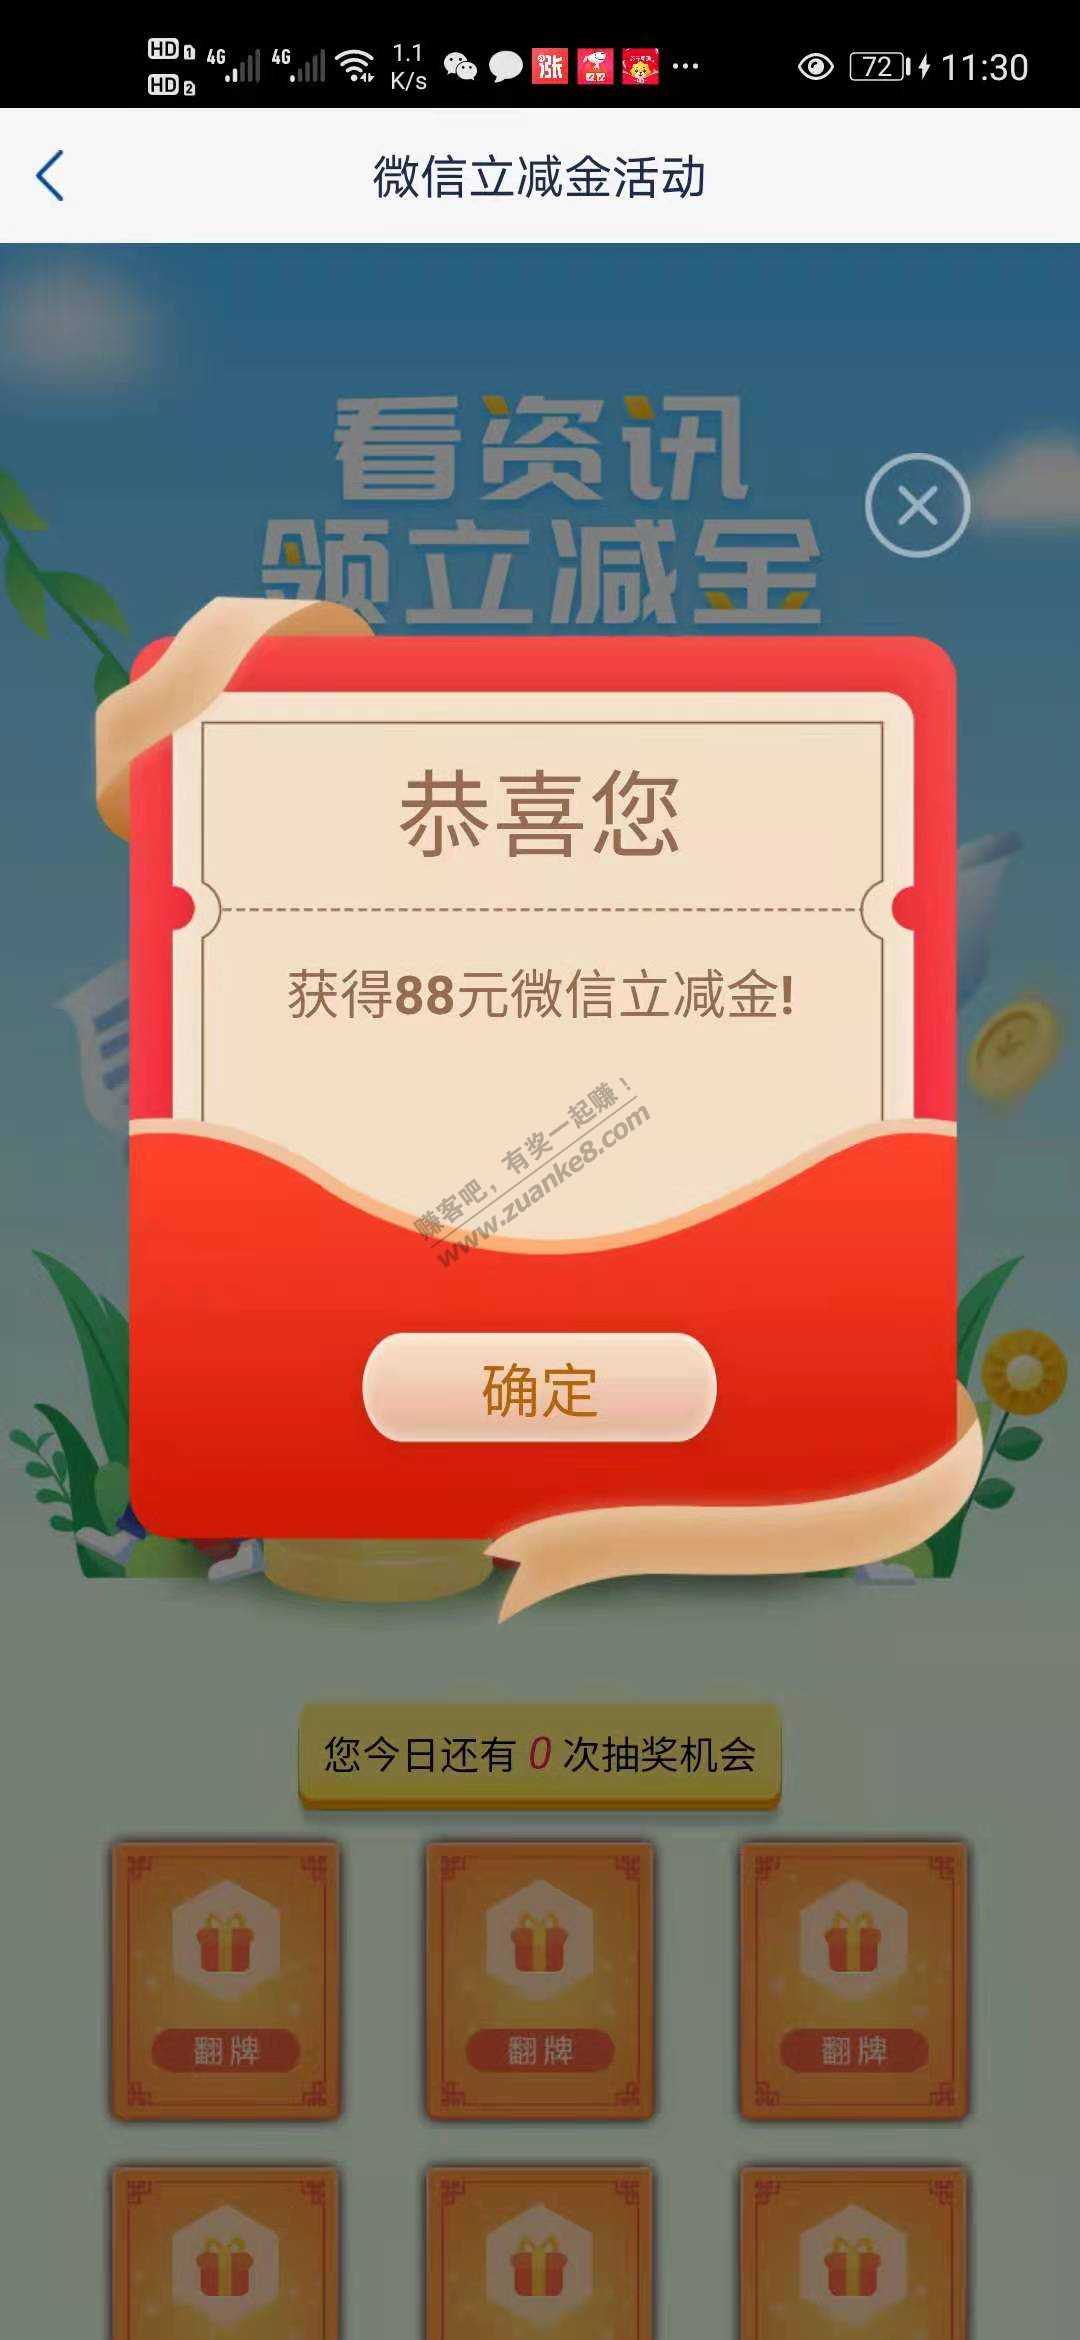 HD 1 4G 4G 1.1 涨 ... 72 11:30
HD 2 K/s
微信立减金活动
看资讯
领立减金
恭喜您
获得88元微信立减金!
赚客吧，有奖一起赚！
www.zuanke8.com
确定
您今日还有 0 次抽奖机会
翻牌 翻牌 翻牌